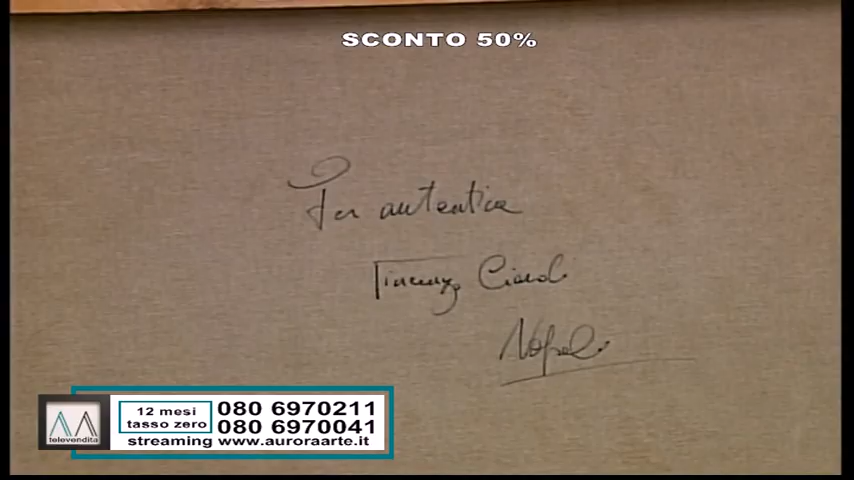 SCONTO 50%
Per autentica
Vincenzo Ciardi
Napoli
12 mesi
tasso zero
080 6970211
080 6970041
streaming www.auroraarte.it
televendita